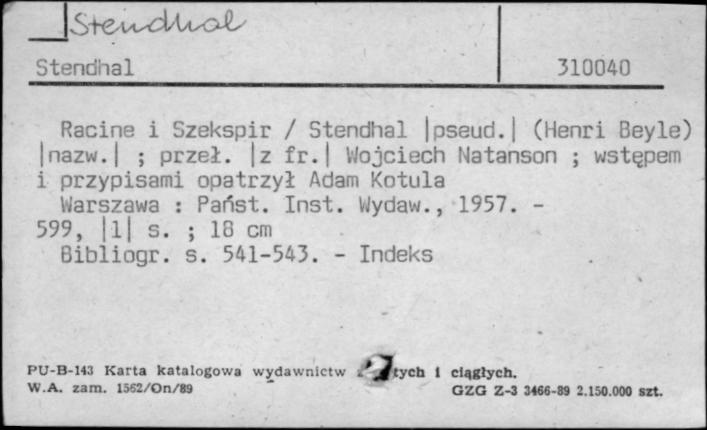 Stendhal
Stendhal 310040
Racine i Szekspir / Stendhal |pseud.| (Henri Beyle)
|nazw.| ; przeł. |z fr.| Wojciech Natanson ; wstępem
i przypisami opatrzył Adam Kotula
Warszawa : Państ. Inst. Wydaw., 1957. -
599, |1| s. ; 18 cm
Bibliogr. s. 541-543. - Indeks
PU-B-143 Karta katalogowa wydawnictw tych i ciągłych.
W.A. zam. 1562/On/89 GZG Z-3 3466-89 2.150.000 szt.